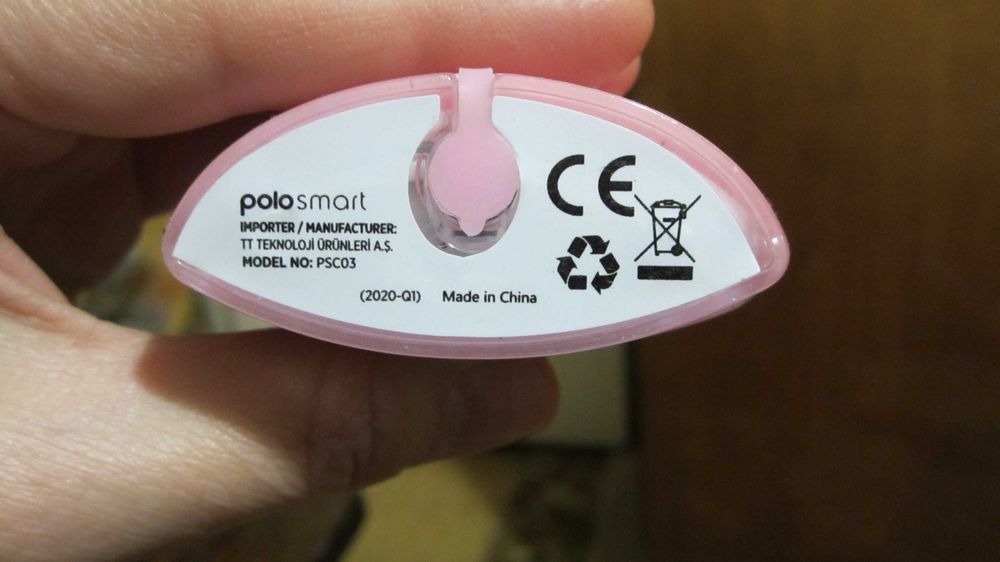 polosmart
IMPORTER / MANUFACTURER:
TT TEKNOLOJİ ÜRÜNLERİ A.Ş.
MODEL NO: PSC03
(2020-Q1) Made in China
CE